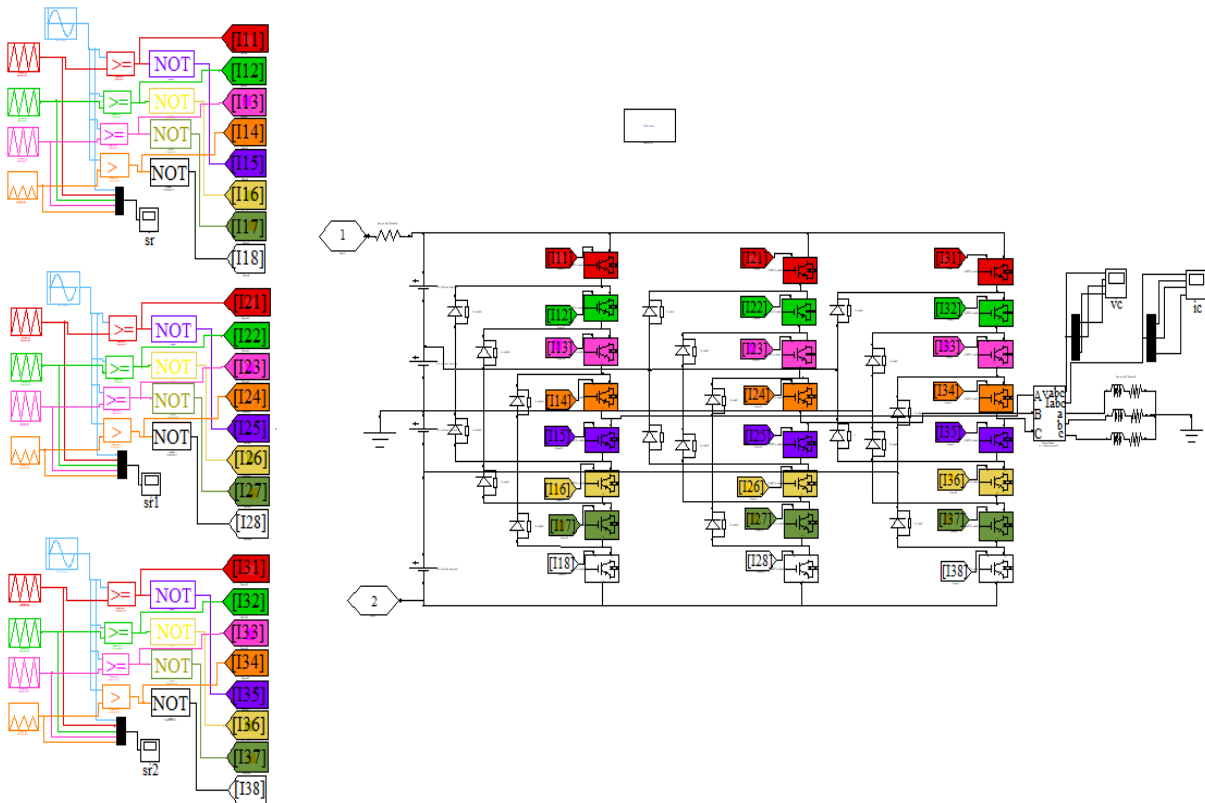 [I11]
>=
NOT
[I12]
>=
NOT
[I13]
>=
NOT
[I14]
>
NOT
[I15]
[I16]
[I17]
[I18]
sr
[I21]
>=
NOT
[I22]
>=
NOT
[I23]
>=
NOT
[I24]
>
NOT
[I25]
[I26]
[I27]
[I28]
sr1
[I31]
>=
NOT
[I32]
>=
NOT
[I33]
>=
NOT
[I34]
>
NOT
[I35]
[I36]
[I37]
[I38]
sr2
1
2
[I11]
[I12]
[I13]
[I14]
[I15]
[I16]
[I17]
[I18]
[I21]
[I22]
[I23]
[I24]
[I25]
[I26]
[I27]
[I28]
[I31]
[I32]
[I33]
[I34]
[I35]
[I36]
[I37]
[I38]
vc
ic
A Vabc
Iabc
B a
b
C c